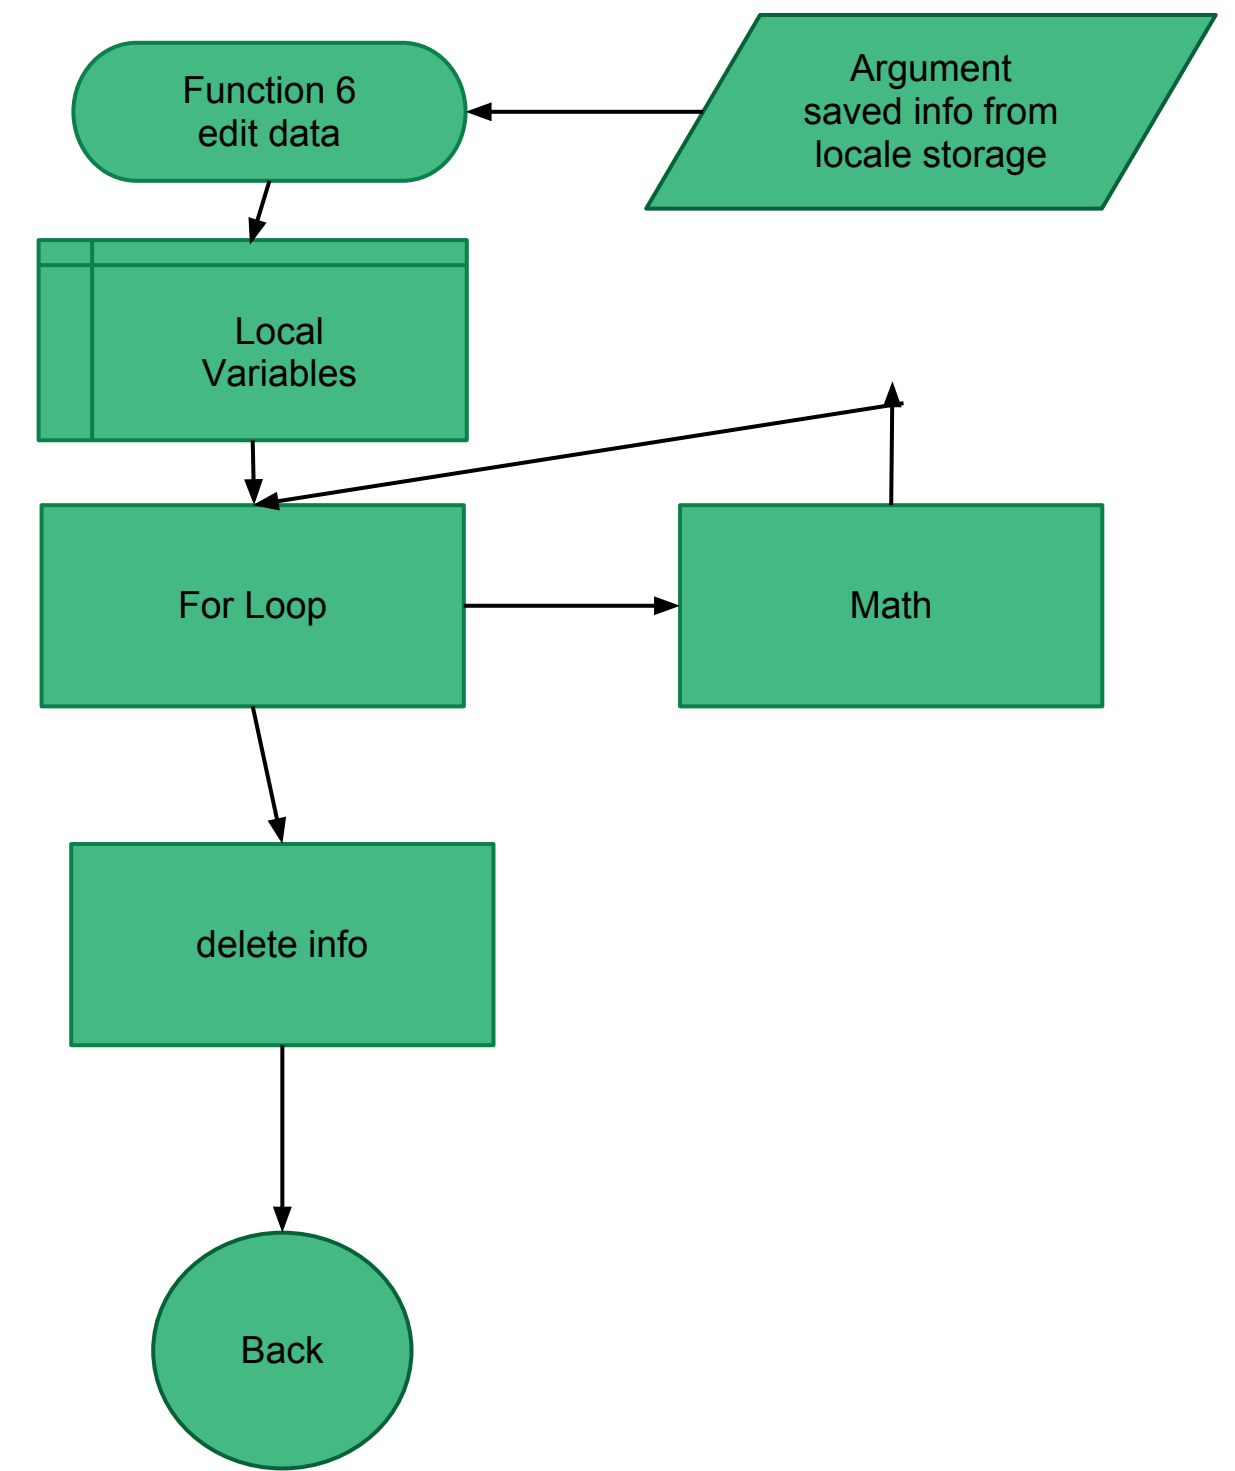 Function 6
edit data
Argument
saved info from
locale storage
Local
Variables
For Loop
Math
delete info
Back